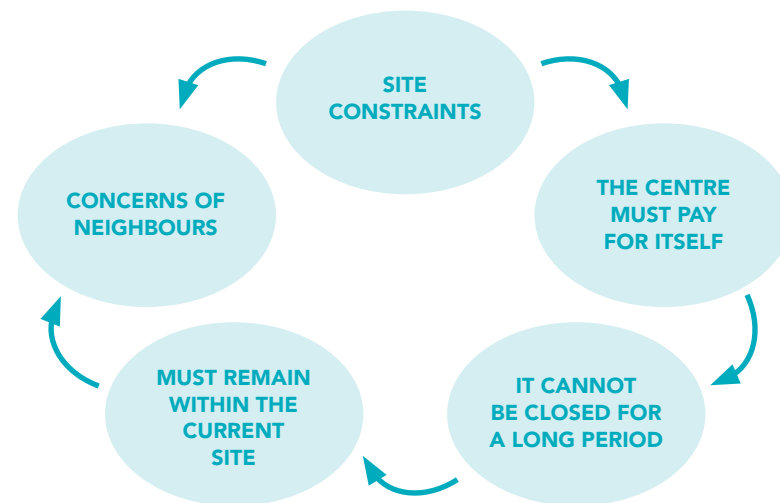 SITE
CONSTRAINTS
THE CENTRE
MUST PAY
FOR ITSELF
IT CANNOT
BE CLOSED FOR
A LONG PERIOD
MUST REMAIN
WITHIN THE
CURRENT
SITE
CONCERNS OF
NEIGHBOURS